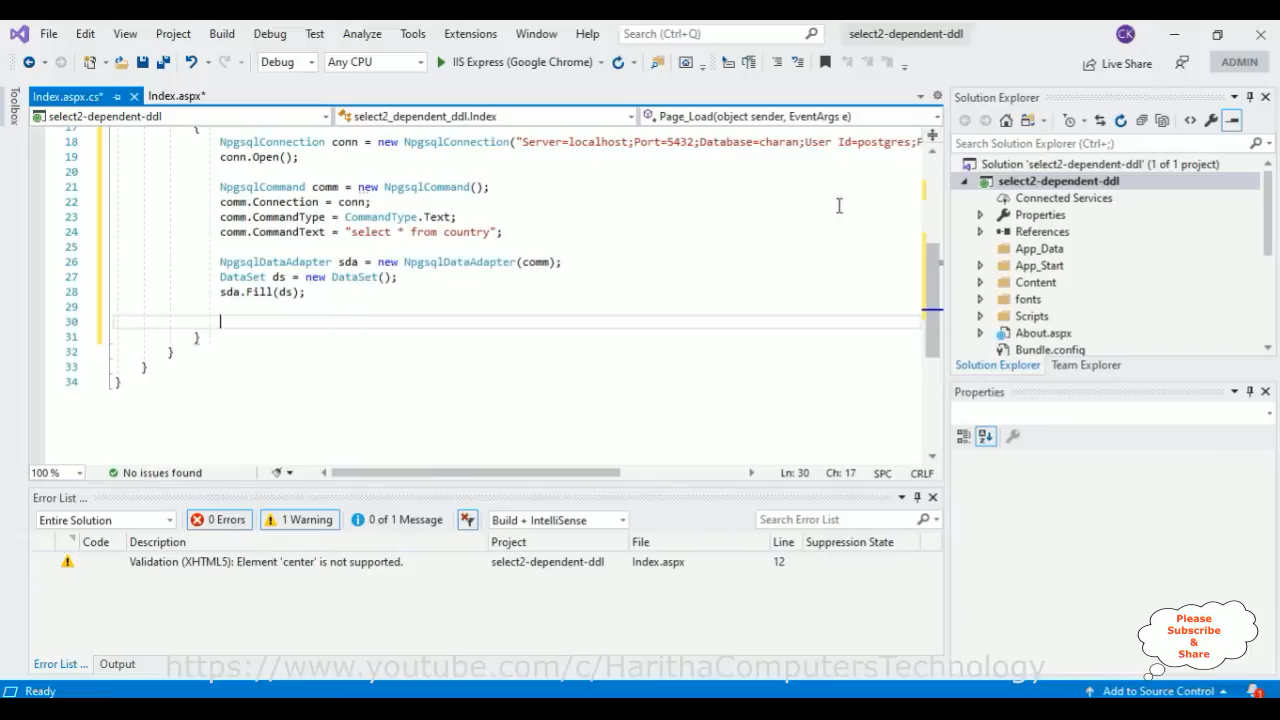 File Edit View Project Build Debug Test Analyze Tools Extensions Window Help Search (Ctrl+Q) select2-dependent-ddl CK
Debug Any CPU IIS Express (Google Chrome) Live Share ADMIN
Toolbox
Index.aspx.cs* Index.aspx*
select2-dependent-ddl select2_dependent_ddl.Index Page_Load(object sender, EventArgs e)
17 {
18 NpgsqlConnection conn = new NpgsqlConnection("Server=localhost;Port=5432;Database=charan;User Id=postgres;P
19 conn.Open();
20
21 NpgsqlCommand comm = new NpgsqlCommand();
22 comm.Connection = conn;
23 comm.CommandType = CommandType.Text;
24 comm.CommandText = "select * from country";
25
26 NpgsqlDataAdapter sda = new NpgsqlDataAdapter(comm);
27 DataSet ds = new DataSet();
28 sda.Fill(ds);
29
30
31 }
32 }
33 }
34 }
100 % No issues found Ln: 30 Ch: 17 SPC CRLF
Solution Explorer
Search Solution Explorer (Ctrl+;)
Solution 'select2-dependent-ddl' (1 of 1 project)
select2-dependent-ddl
Connected Services
Properties
References
App_Data
App_Start
Content
fonts
Scripts
About.aspx
Bundle.config
Solution Explorer Team Explorer
Properties
Error List ...
Entire Solution 0 Errors 1 Warning 0 of 1 Message Build + IntelliSense Search Error List
Code Description Project File Line Suppression State
Validation (XHTML5): Element 'center' is not supported. select2-dependent-ddl Index.aspx 12
Error List ... Output
Please
Subscribe
&
Share
https://www.youtube.com/c/HarithaComputersTechnology
Ready Add to Source Control 1